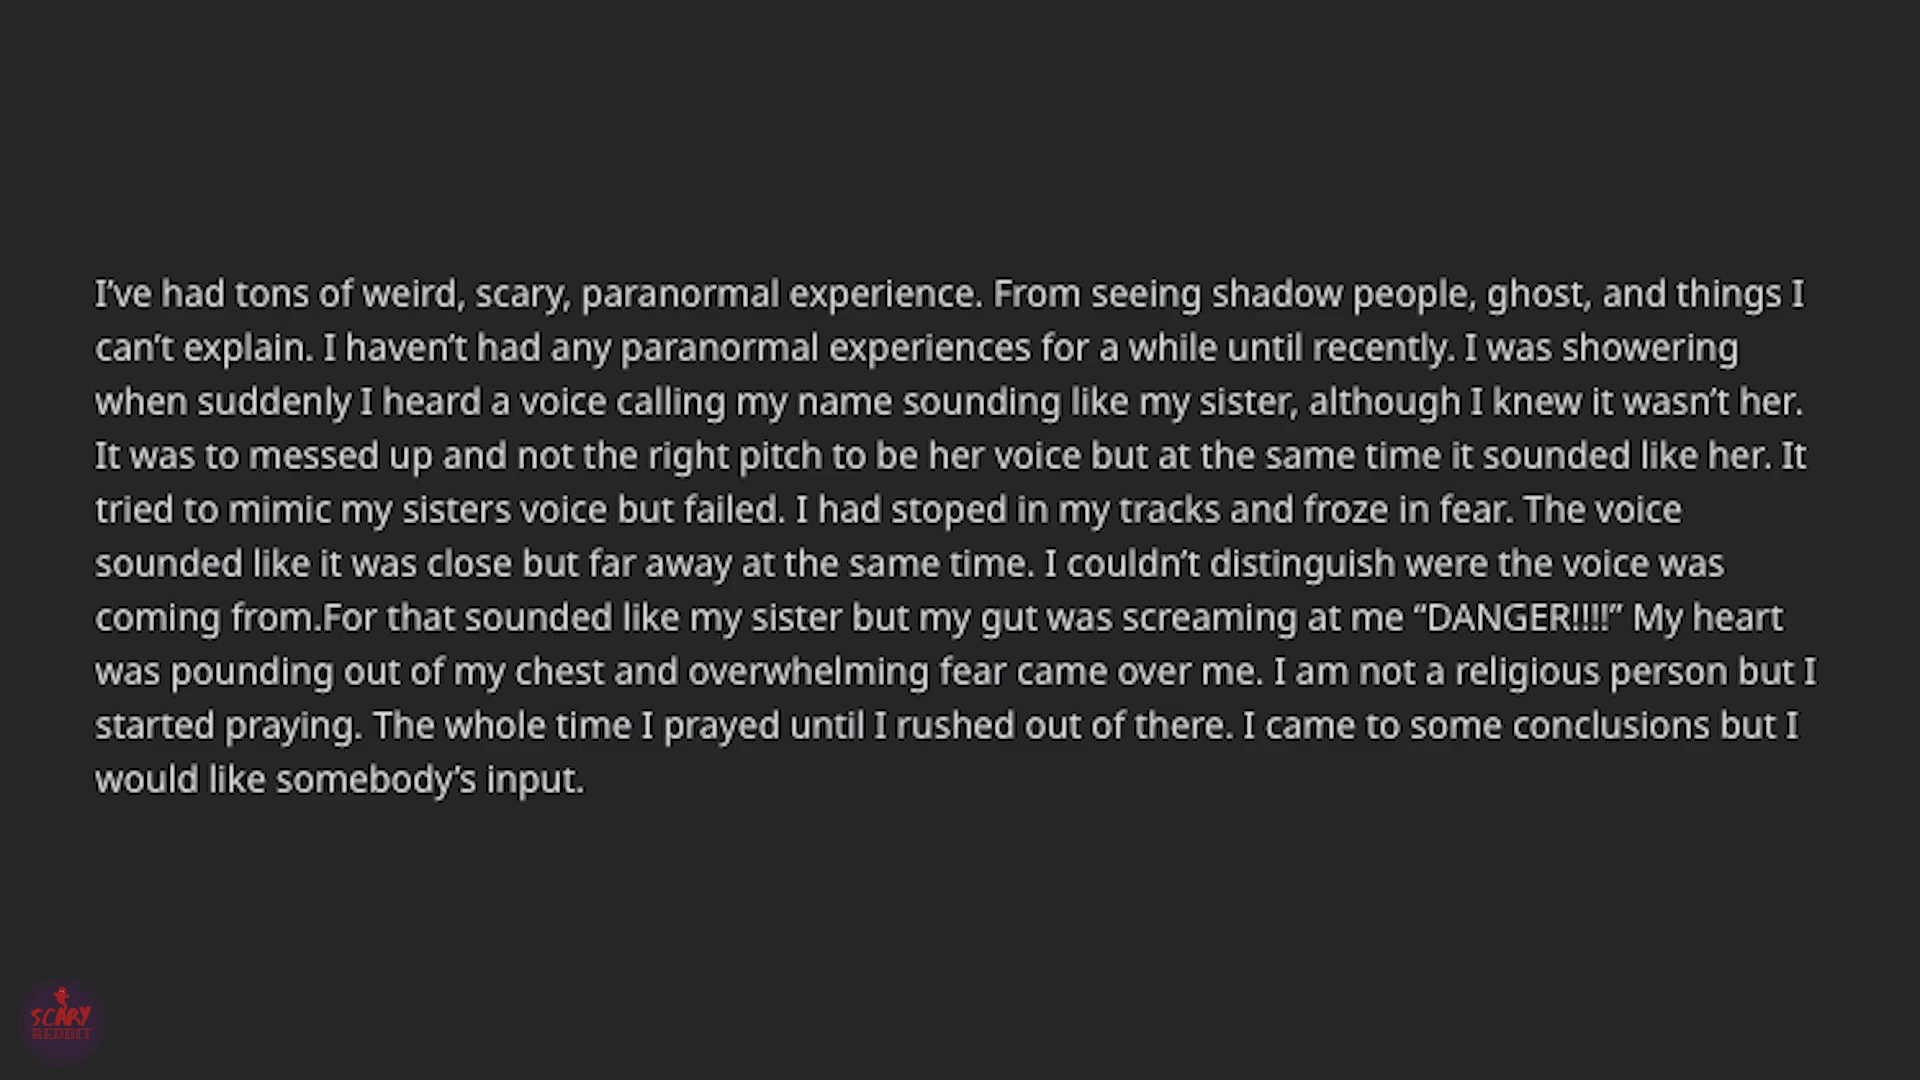 I’ve had tons of weird, scary, paranormal experience. From seeing shadow people, ghost, and things I
can’t explain. I haven’t had any paranormal experiences for a while until recently. I was showering
when suddenly I heard a voice calling my name sounding like my sister, although I knew it wasn’t her.
It was to messed up and not the right pitch to be her voice but at the same time it sounded like her. It
tried to mimic my sisters voice but failed. I had stoped in my tracks and froze in fear. The voice
sounded like it was close but far away at the same time. I couldn’t distinguish were the voice was
coming from.For that sounded like my sister but my gut was screaming at me “DANGER!!!!” My heart
was pounding out of my chest and overwhelming fear came over me. I am not a religious person but I
started praying. The whole time I prayed until I rushed out of there. I came to some conclusions but I
would like somebody’s input.
SCARY
REDDIT